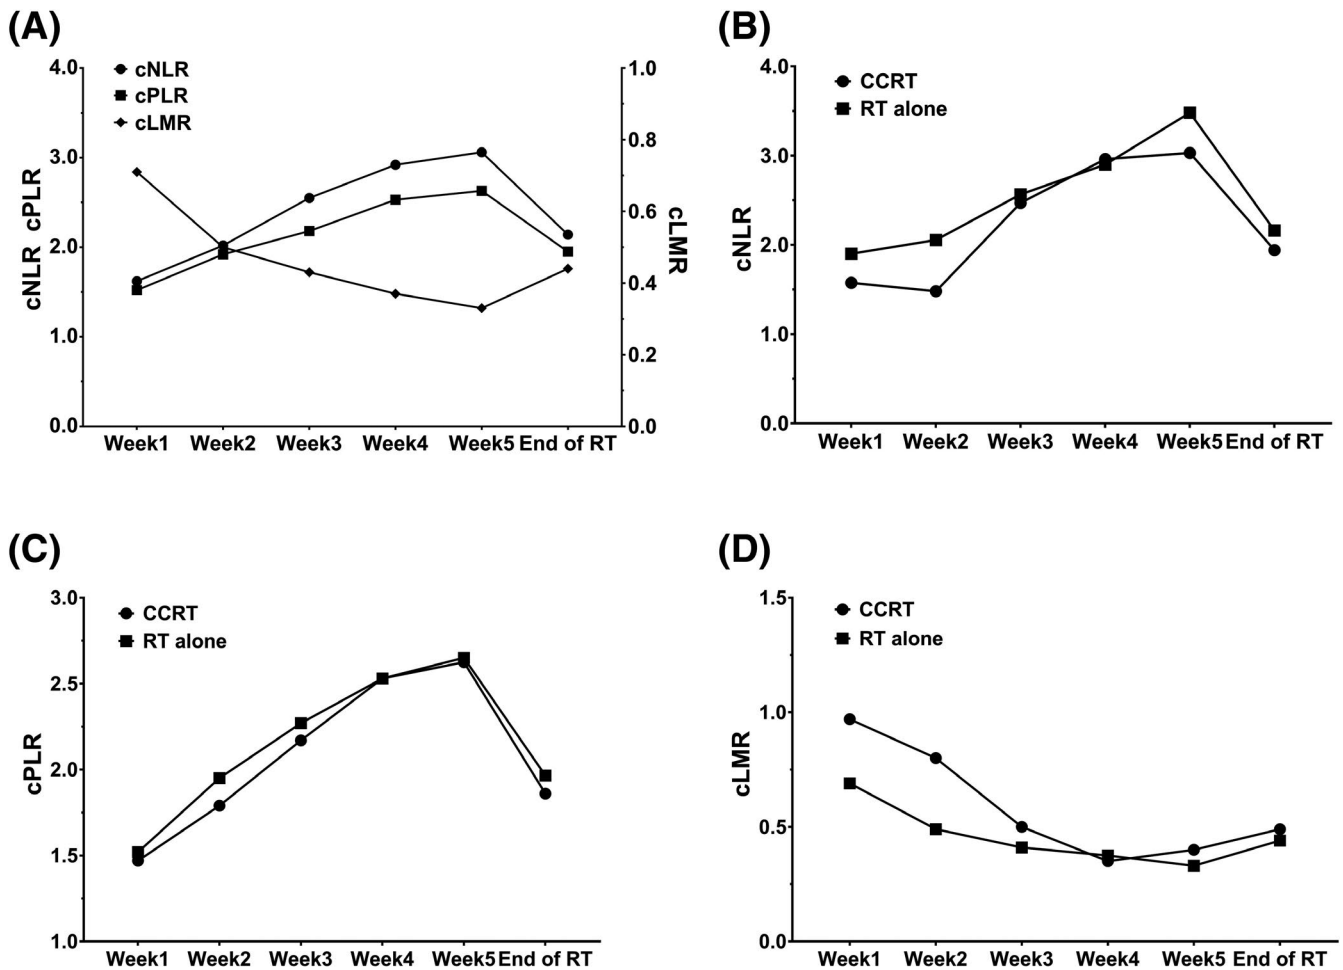 (A)
cNLR
cPLR
cLMR
4.0
3.0
2.0
1.0
0.0
cNLR cPLR
1.0
0.8
0.6
0.4
0.2
0.0
cLMR
Week1 Week2 Week3 Week4 Week5 End of RT
(B)
CCRT
RT alone
4.0
3.0
2.0
1.0
0.0
cNLR
Week1 Week2 Week3 Week4 Week5 End of RT
(C)
CCRT
RT alone
3.0
2.5
2.0
1.5
1.0
cPLR
Week1 Week2 Week3 Week4 Week5 End of RT
(D)
CCRT
RT alone
1.5
1.0
0.5
0.0
cLMR
Week1 Week2 Week3 Week4 Week5 End of RT